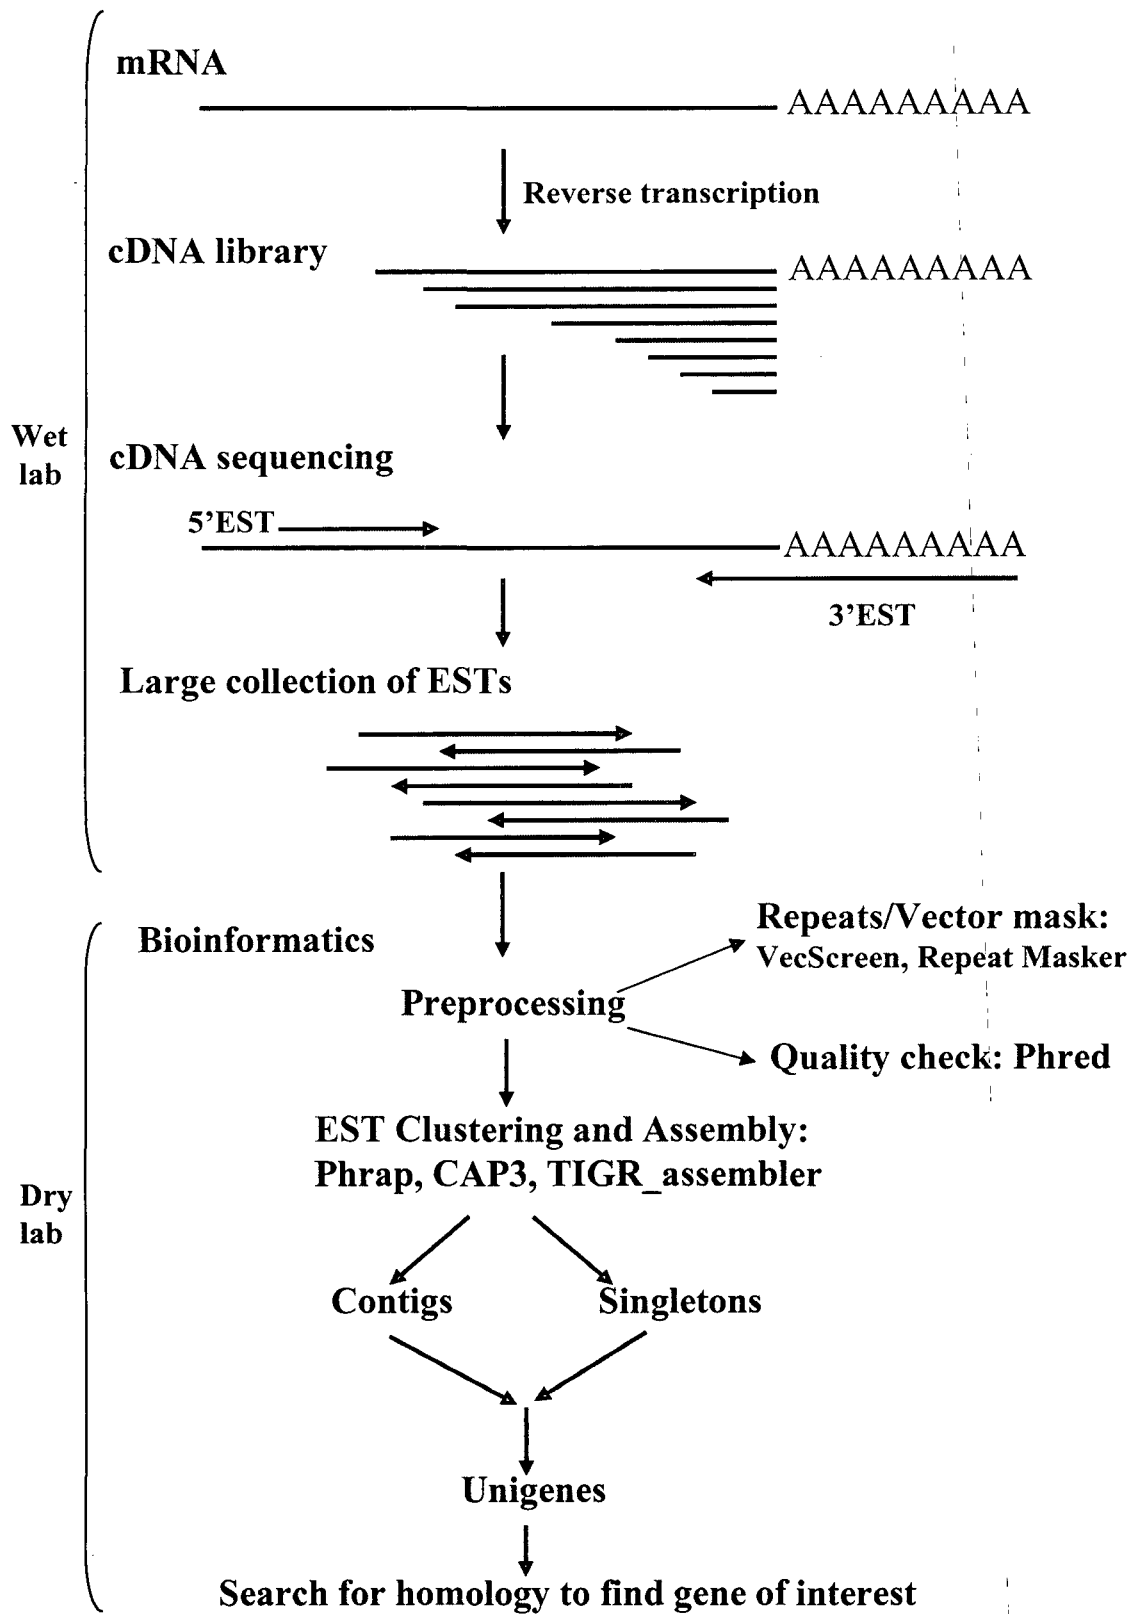 mRNA
AAAAAAAAA
Reverse transcription
cDNA library
AAAAAAAAA
Wet
lab
cDNA sequencing
5’EST
AAAAAAAAA
3’EST
Large collection of ESTs
Bioinformatics
Repeats/Vector mask:
VecScreen, Repeat Masker
Preprocessing
Quality check: Phred
EST Clustering and Assembly:
Phrap, CAP3, TIGR_assembler
Dry
lab
Contigs
Singletons
Unigenes
Search for homology to find gene of interest